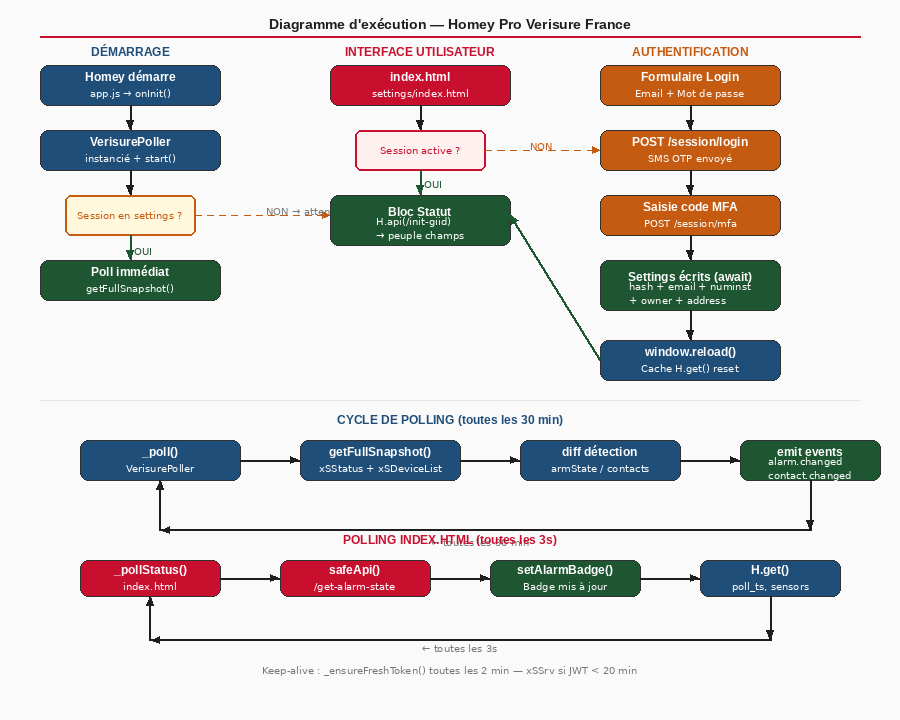 Diagramme d'exécution — Homey Pro Verisure France
DÉMARRAGE
Homey démarre
app.js → onInit()
VerisurePoller
instancié + start()
Session en settings ?
NON →
OUI
Poll immédiat
getFullSnapshot()
INTERFACE UTILISATEUR
index.html
settings/index.html
Session active ?
NON
OUI
Bloc Statut
H.api(/init-giid)
→ peuple champs
AUTHENTIFICATION
Formulaire Login
Email + Mot de passe
POST /session/login
SMS OTP envoyé
Saisie code MFA
POST /session/mfa
Settings écrits (await)
hash + email + numinst
+ owner + address
window.reload()
Cache H.get() reset
CYCLE DE POLLING (toutes les 30 min)
_poll()
VerisurePoller
getFullSnapshot()
xSStatus + xSDeviceList
diff détection
armState / contacts
emit events
alarm.changed
contact.changed
POLLING INDEX.HTML (toutes les 3s)
_pollStatus()
index.html
safeApi()
/get-alarm-state
setAlarmBadge()
Badge mis à jour
H.get()
poll_ts, sensors
← toutes les 3s
Keep-alive : _ensureFreshToken() toutes les 2 min — xSSrv si JWT < 20 min